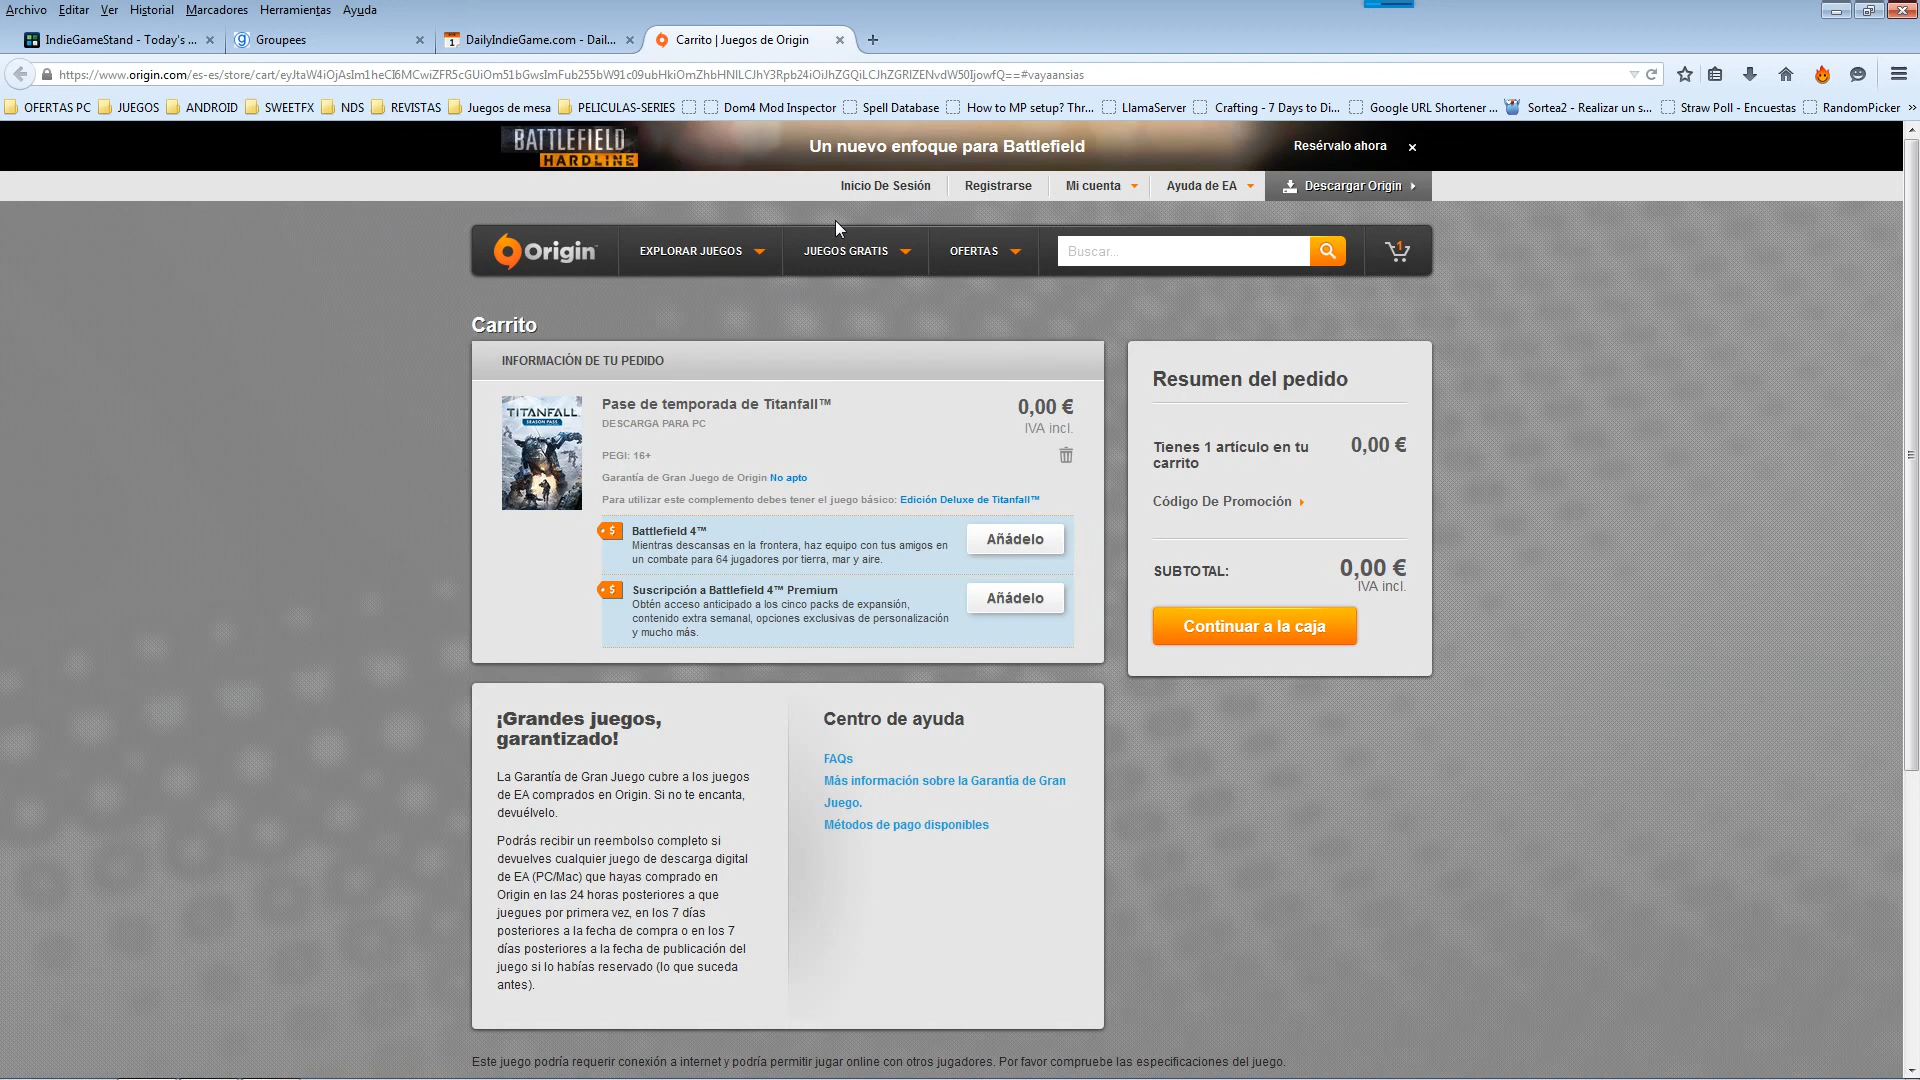 Archivo Editar Ver Historial Marcadores Herramientas Ayuda
IndieGameStand - Today's ... Groupees DailyIndieGame.com - Dail... Carrito | Juegos de Origin
OFERTAS PC JUEGOS ANDROID SWEETFX NDS REVISTAS Juegos de mesa PELICULAS-SERIES Dom4 Mod Inspector Spell Database How to MP setup? Thr... LlamaServer Crafting - 7 Days to Di... Google URL Shortener ... Sortea2 - Realizar un s... Straw Poll - Encuestas RandomPicker »
BATTLEFIELD
HARDLINE
Un nuevo enfoque para Battlefield
Resérvalo ahora
Inicio De Sesión Registrarse Mi cuenta Ayuda de EA Descargar Origin
Origin EXPLORAR JUEGOS JUEGOS GRATIS OFERTAS Buscar... 1
Carrito
INFORMACIÓN DE TU PEDIDO
TITANFALL
SEASON PASS
Pase de temporada de Titanfall™
DESCARGA PARA PC
0,00 €
IVA incl.
PEGI: 16+
Garantía de Gran Juego de Origin No apto
Para utilizar este complemento debes tener el juego básico: Edición Deluxe de Titanfall™
$ Battlefield 4™
Mientras descansas en la frontera, haz equipo con tus amigos en
un combate para 64 jugadores por tierra, mar y aire.
Añádelo
$ Suscripción a Battlefield 4™ Premium
Obtén acceso anticipado a los cinco packs de expansión,
contenido extra semanal, opciones exclusivas de personalización
y mucho más.
Añádelo
Resumen del pedido
Tienes 1 artículo en tu
carrito
0,00 €
Código De Promoción
SUBTOTAL: 0,00 €
IVA incl.
Continuar a la caja
¡Grandes juegos,
garantizado!
La Garantía de Gran Juego cubre a los juegos
de EA comprados en Origin. Si no te encanta,
devuélvelo.
Podrás recibir un reembolso completo si
devuelves cualquier juego de descarga digital
de EA (PC/Mac) que hayas comprado en
Origin en las 24 horas posteriores a que
juegues por primera vez, en los 7 días
posteriores a la fecha de compra o en los 7
días posteriores a la fecha de publicación del
juego si lo habías reservado (lo que suceda
antes).
Centro de ayuda
FAQs
Más información sobre la Garantía de Gran
Juego.
Métodos de pago disponibles
Este juego podría requerir conexión a internet y podría permitir jugar online con otros jugadores. Por favor compruebe las especificaciones del juego.